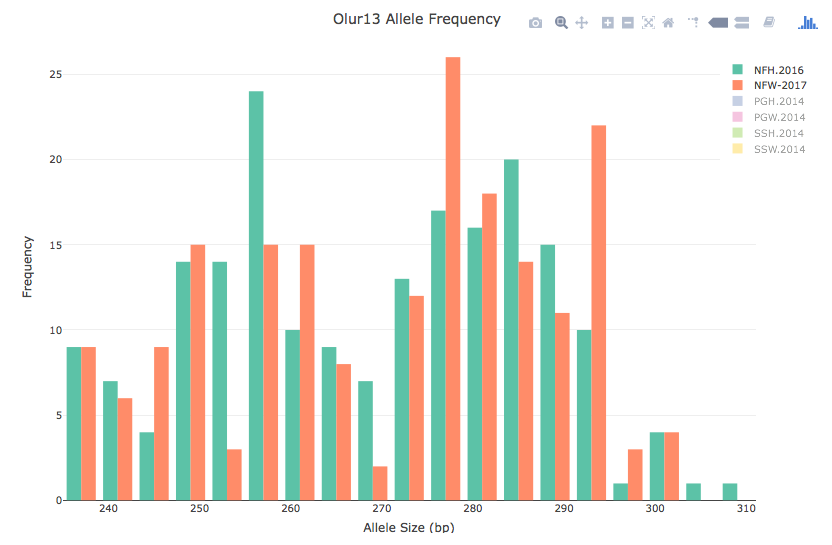 Olur13 Allele Frequency
NFH.2016
NFW-2017
PGH.2014
PGW.2014
SSH.2014
SSW.2014
Frequency
25
20
15
10
5
0
240 250 260 270 280 290 300 310
Allele Size (bp)